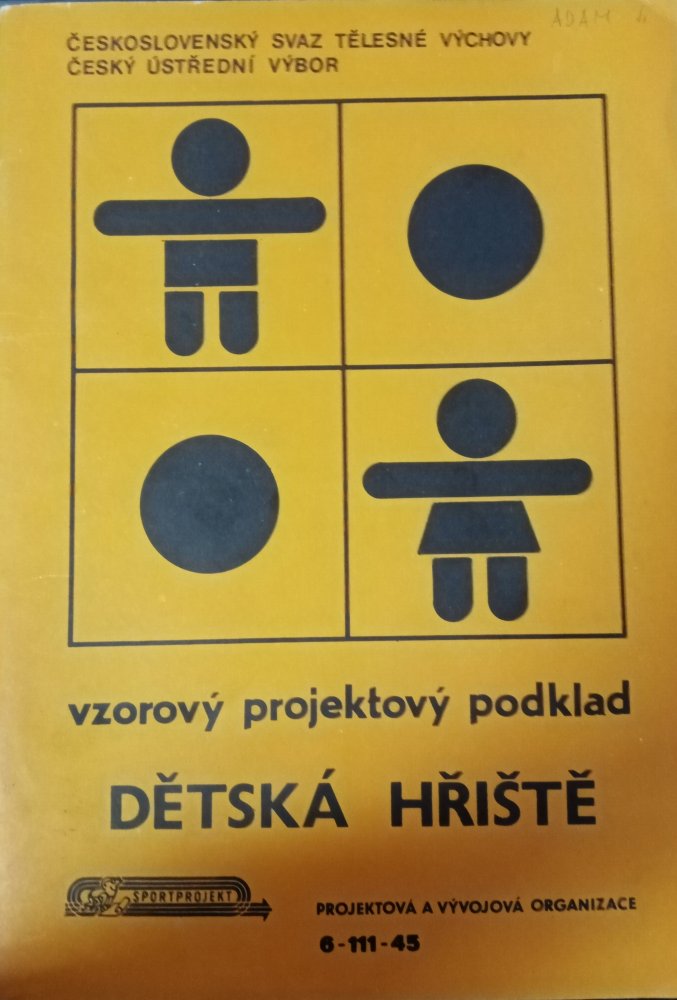 ADAM
ČESKOSLOVENSKÝ SVAZ TĚLESNÉ VÝCHOVY
ČESKÝ ÚSTŘEDNÍ VÝBOR
vzorový projektový podklad
DĚTSKÁ HŘIŠTĚ
SPORTPROJEKT
PROJEKTOVÁ A VÝVOJOVÁ ORGANIZACE
6-111-45